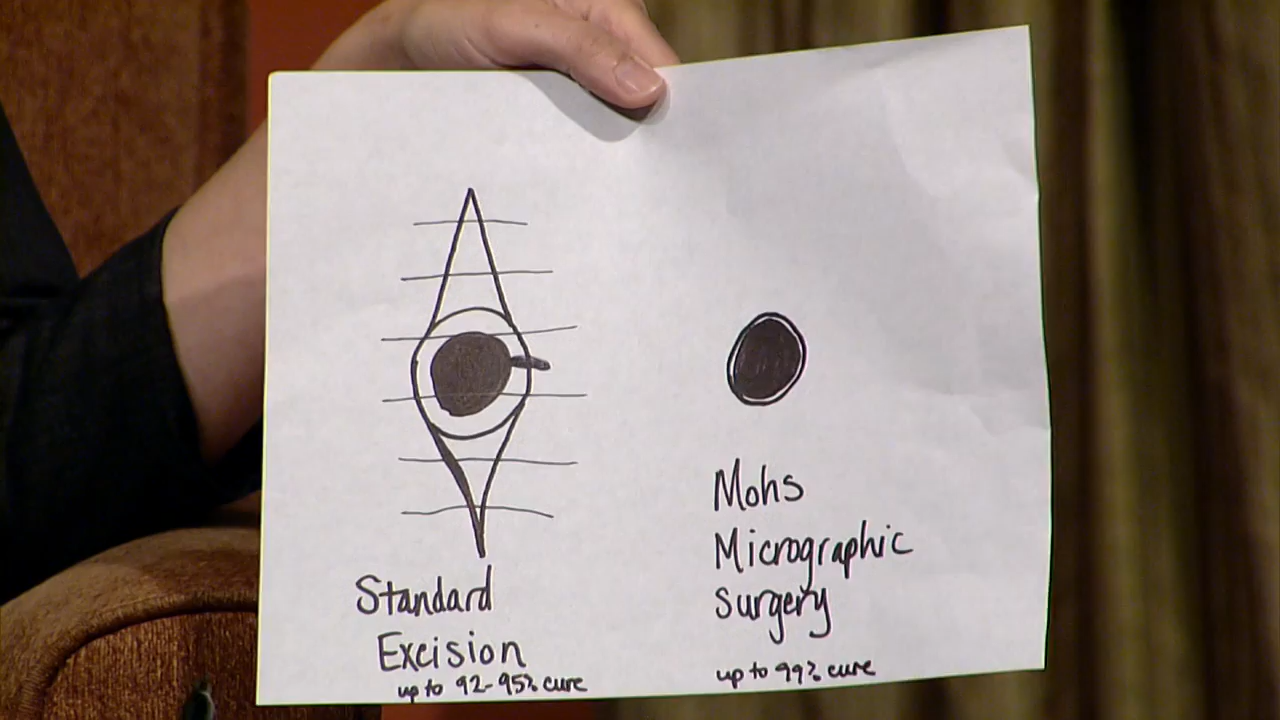 Standard
Excision
up to 92-95% cure
Mohs
Micrographic
Surgery
up to 99% cure